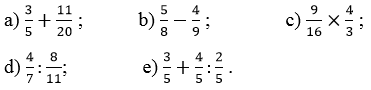 a) 3/5 + 11/20 ; b) 5/8 − 4/9 ; c) 9/16 × 4/3 ;
d) 4/7 : 8/11; e) 3/5 + 4/5 : 2/5 .